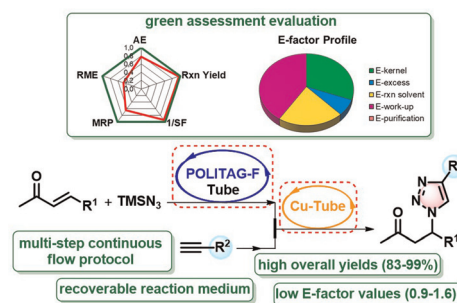 green assessment evaluation
AE
1,0
0,8
0,6
0,4
0,2
0,0
RME
Rxn Yield
MRP
1/SF
E-factor Profile
E-kernel
E-excess
E-rxn solvent
E-work-up
E-purification
POLITAG-F
Tube
Cu-Tube
O
R¹ + TMSN₃
R²
N
N
N
O
R¹
multi-step continuous
flow protocol
recoverable reaction medium
high overall yields (83-99%)
low E-factor values (0.9-1.6)